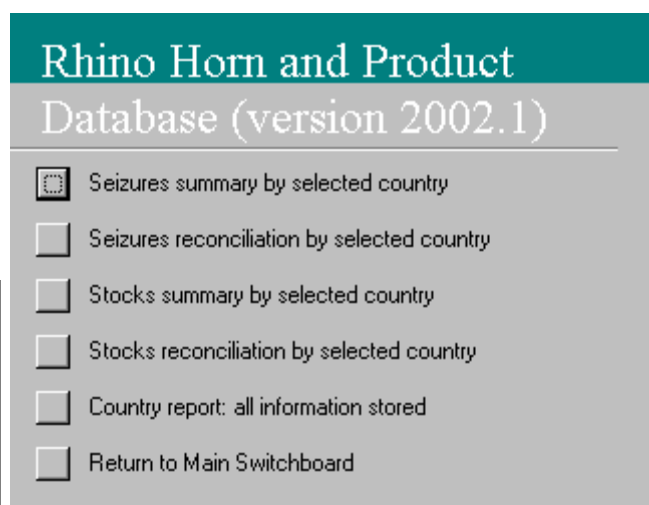 Rhino Horn and Product
Database (version 2002.1)
Seizures summary by selected country
Seizures reconciliation by selected country
Stocks summary by selected country
Stocks reconciliation by selected country
Country report: all information stored
Return to Main Switchboard